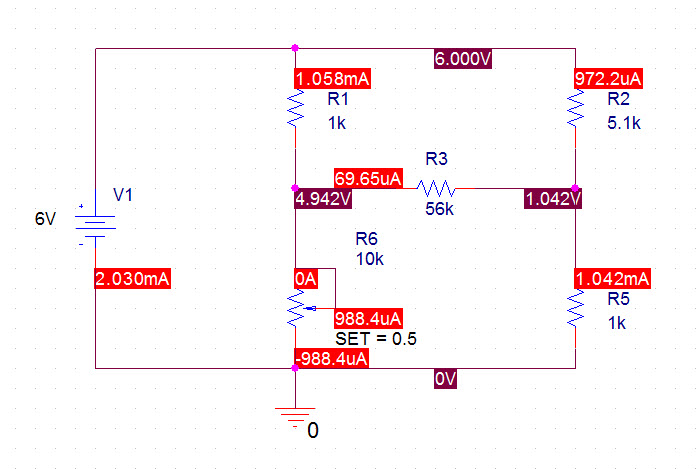 6.000V
1.058mA
972.2uA
R1
1k
R2
5.1k
R3
69.65uA
56k
4.942V
1.042V
V1
6V
R6
10k
2.030mA
0A
1.042mA
R5
1k
988.4uA
SET = 0.5
-988.4uA
0V
0